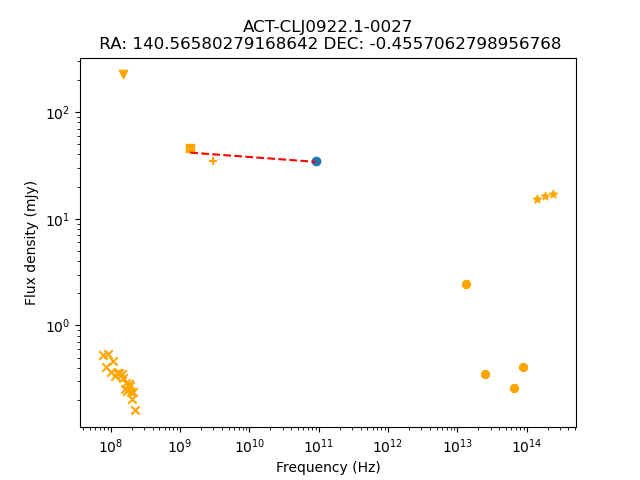 ACT-CLJ0922.1-0027
RA: 140.56580279168642 DEC: -0.4557062798956768
Flux density (mJy)
10²
10¹
10⁰
10⁸ 10⁹ 10¹⁰ 10¹¹ 10¹² 10¹³ 10¹⁴
Frequency (Hz)